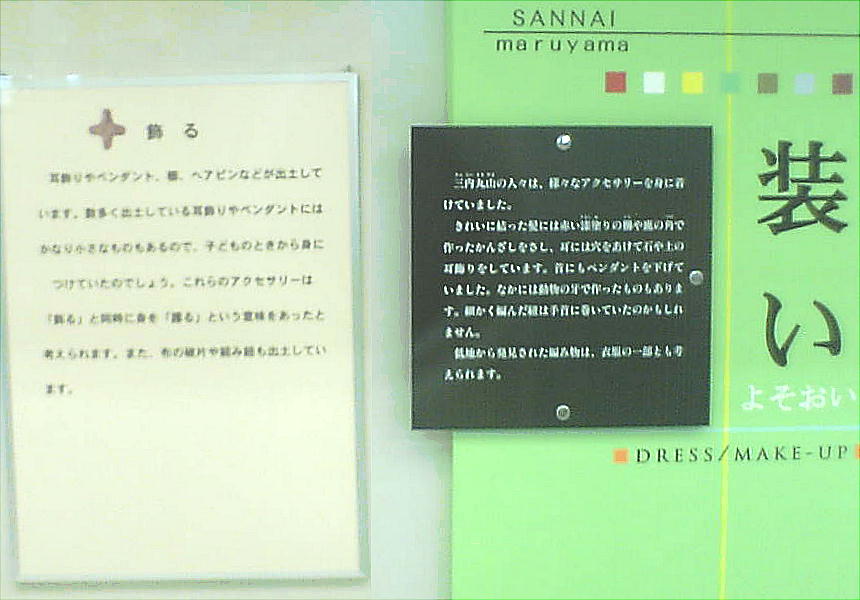 飾る
耳飾りやペンダント、櫛、ヘアピンなどが出土して
います。数多く出土している耳飾りやペンダントには
かなり小さなものもあるので、子どものときから身に
つけていたのでしょう。これらのアクセサリーは
「飾る」と同時に身を「護る」という意味をあったと
考えられます。また、布の破片や組み紐も出土してい
ます。
三内丸山の人々は、様々なアクセサリーを身に着
けていました。
きれいに結った髪には赤い漆塗りの櫛や鹿の角で
作ったかんざしをさし、耳には穴をあけて石や土の
耳飾りをしています。首にもペンダントを下げて
いました。なかには動物の牙で作ったものもありま
す。細かく編んだ紐は手首に巻いていたのかもしれ
ません。
低地から発見された編み物は、衣服の一部とも考
えられます。
SANNAI
maruyama
装い
よそおい
DRESS/MAKE-UP